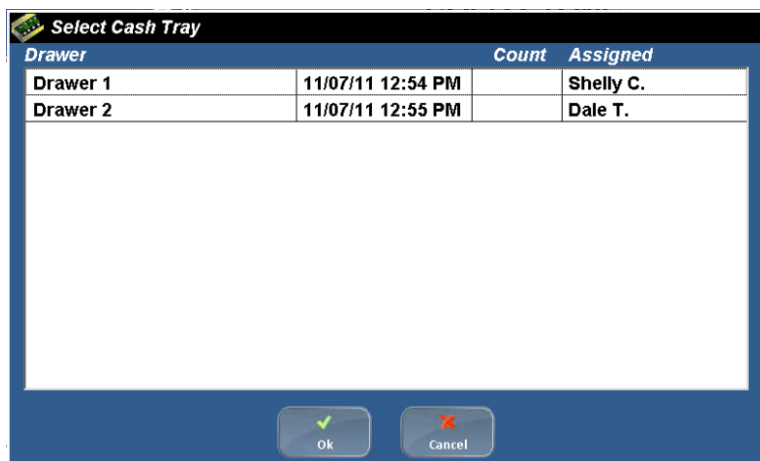 Select Cash Tray
Drawer Count Assigned
Drawer 1 11/07/11 12:54 PM Shelly C.
Drawer 2 11/07/11 12:55 PM Dale T.
Ok Cancel